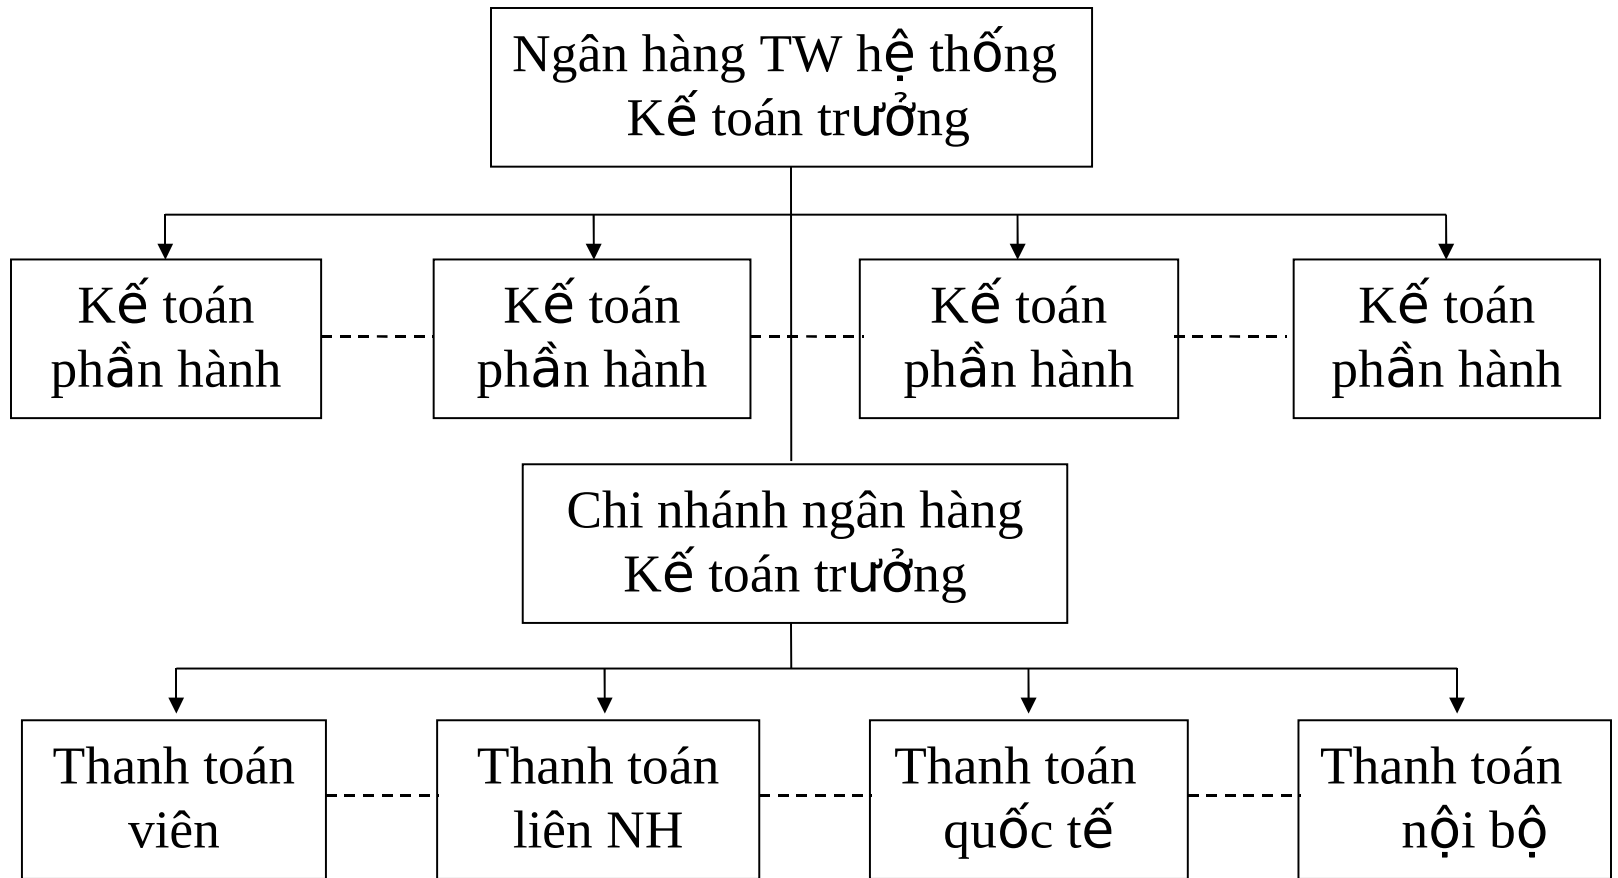 Ngân hàng TW hệ thống
Kế toán trưởng
Kế toán
phần hành
Kế toán
phần hành
Kế toán
phần hành
Kế toán
phần hành
Chi nhánh ngân hàng
Kế toán trưởng
Thanh toán
viên
Thanh toán
liên NH
Thanh toán
quốc tế
Thanh toán
nội bộ